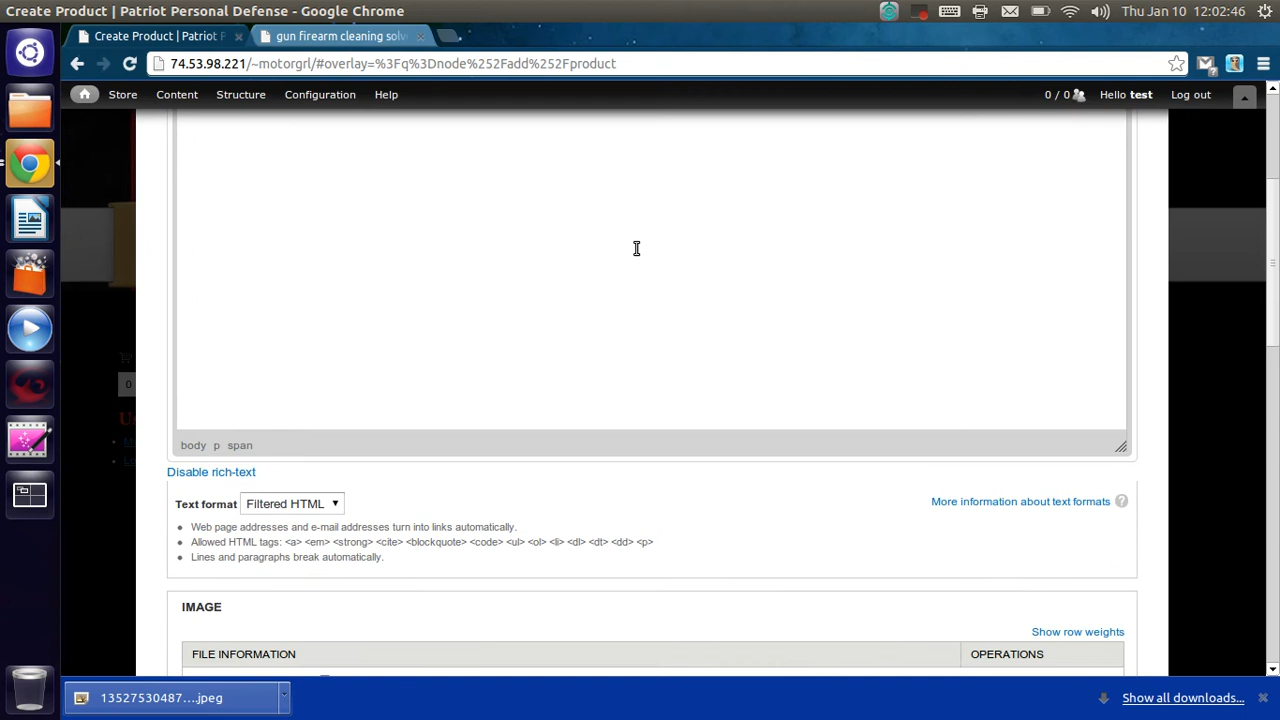 Create Product | Patriot Personal Defense - Google Chrome
Thu Jan 10 12:02:46
Create Product | Patriot P
gun firearm cleaning solv
74.53.98.221/~motorgrl/#overlay=%3Fq%3Dnode%252Fadd%252Fproduct
Store Content Structure Configuration Help 0 / 0 Hello test Log out
0
body p span
Disable rich-text
Text format Filtered HTML
More information about text formats ?
Web page addresses and e-mail addresses turn into links automatically.
Allowed HTML tags: <a> <em> <strong> <cite> <blockquote> <code> <ul> <ol> <li> <dl> <dt> <dd> <p>
Lines and paragraphs break automatically.
IMAGE
Show row weights
FILE INFORMATION OPERATIONS
13527530487....jpeg
Show all downloads...